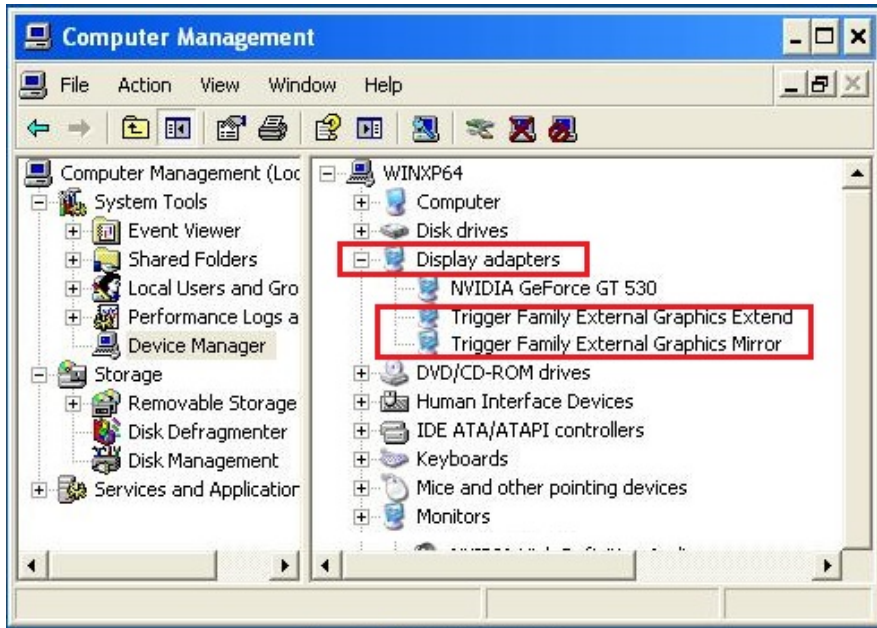 Computer Management
File Action View Window Help
Computer Management (Loc
System Tools
Event Viewer
Shared Folders
Local Users and Gro
Performance Logs a
Device Manager
Storage
Removable Storage
Disk Defragmenter
Disk Management
Services and Application
WINXP64
Computer
Disk drives
Display adapters
NVIDIA GeForce GT 530
Trigger Family External Graphics Extend
Trigger Family External Graphics Mirror
DVD/CD-ROM drives
Human Interface Devices
IDE ATA/ATAPI controllers
Keyboards
Mice and other pointing devices
Monitors